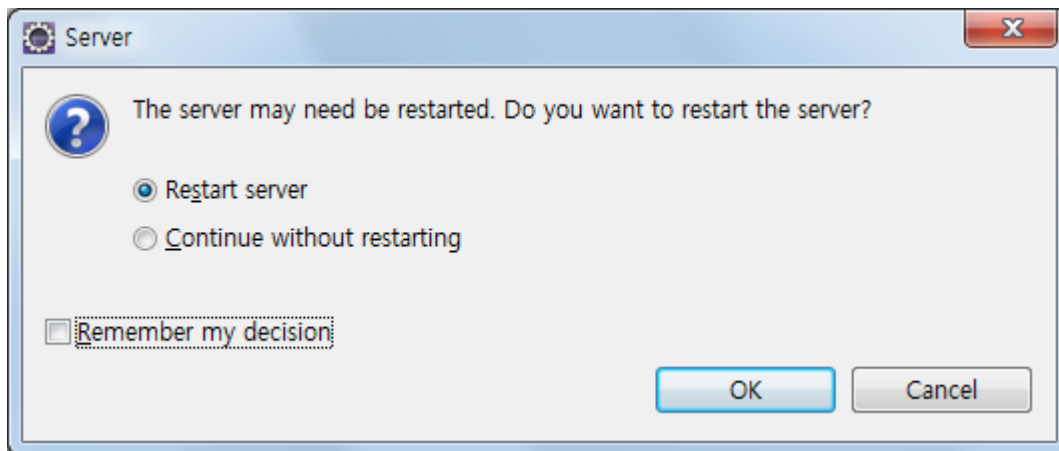 Server
The server may need be restarted. Do you want to restart the server?
Restart server
Continue without restarting
Remember my decision
OK
Cancel